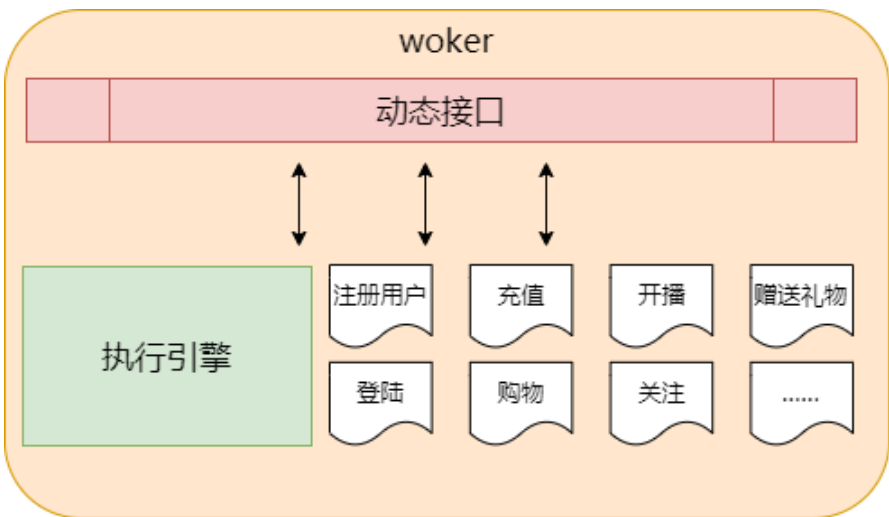 woker
动态接口
执行引擎
注册用户
充值
开播
赠送礼物
登陆
购物
关注
......